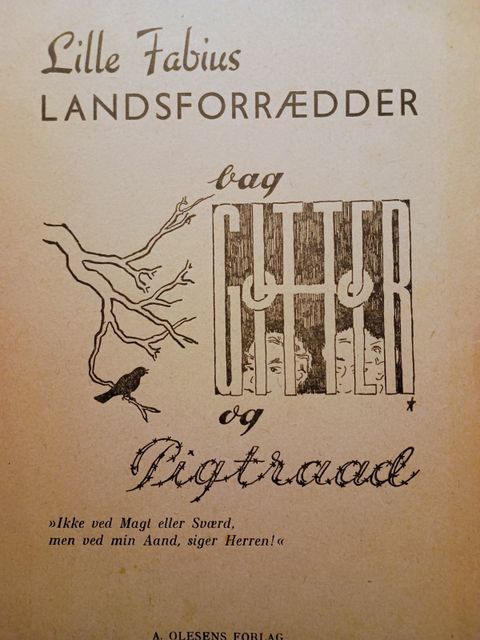 Lille Fabius
LANDSFORRÆDDER
bag
GITTER
og
Pigtraad
»Ikke ved Magt eller Sværd,
men ved min Aand, siger Herren!«
A. OLESENS FORLAG